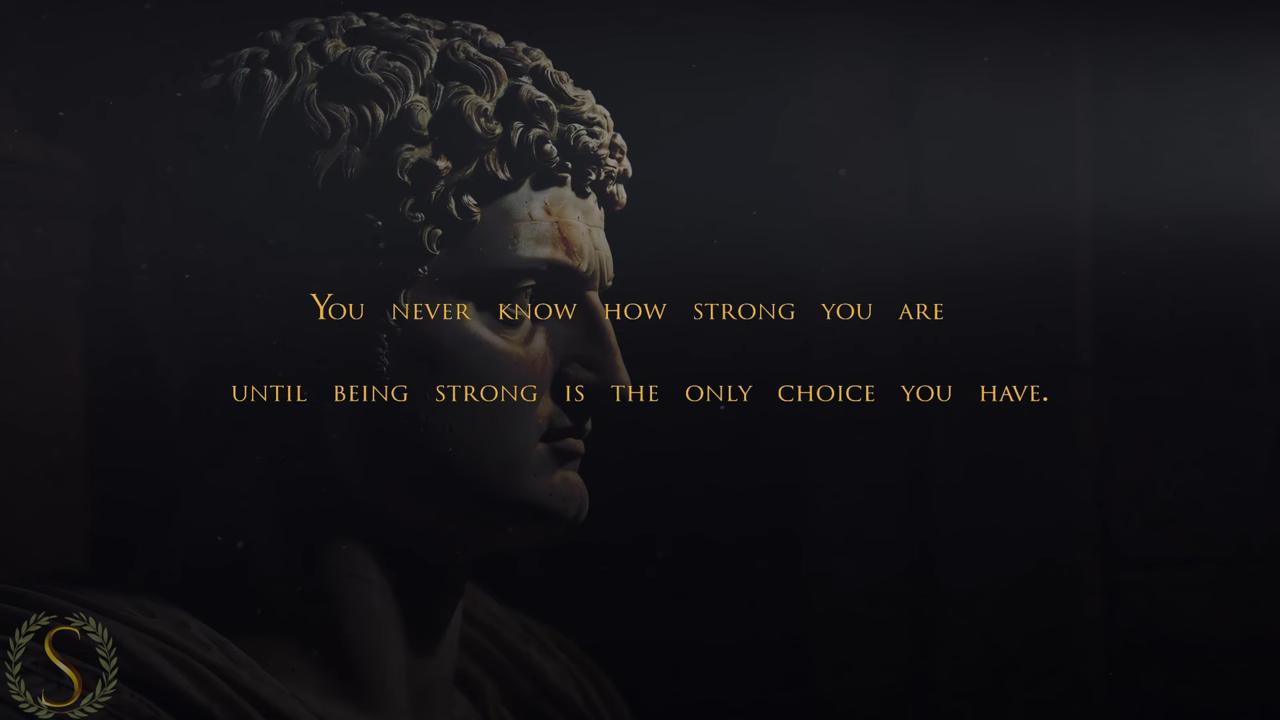 You never know how strong you are
until being strong is the only choice you have.
S